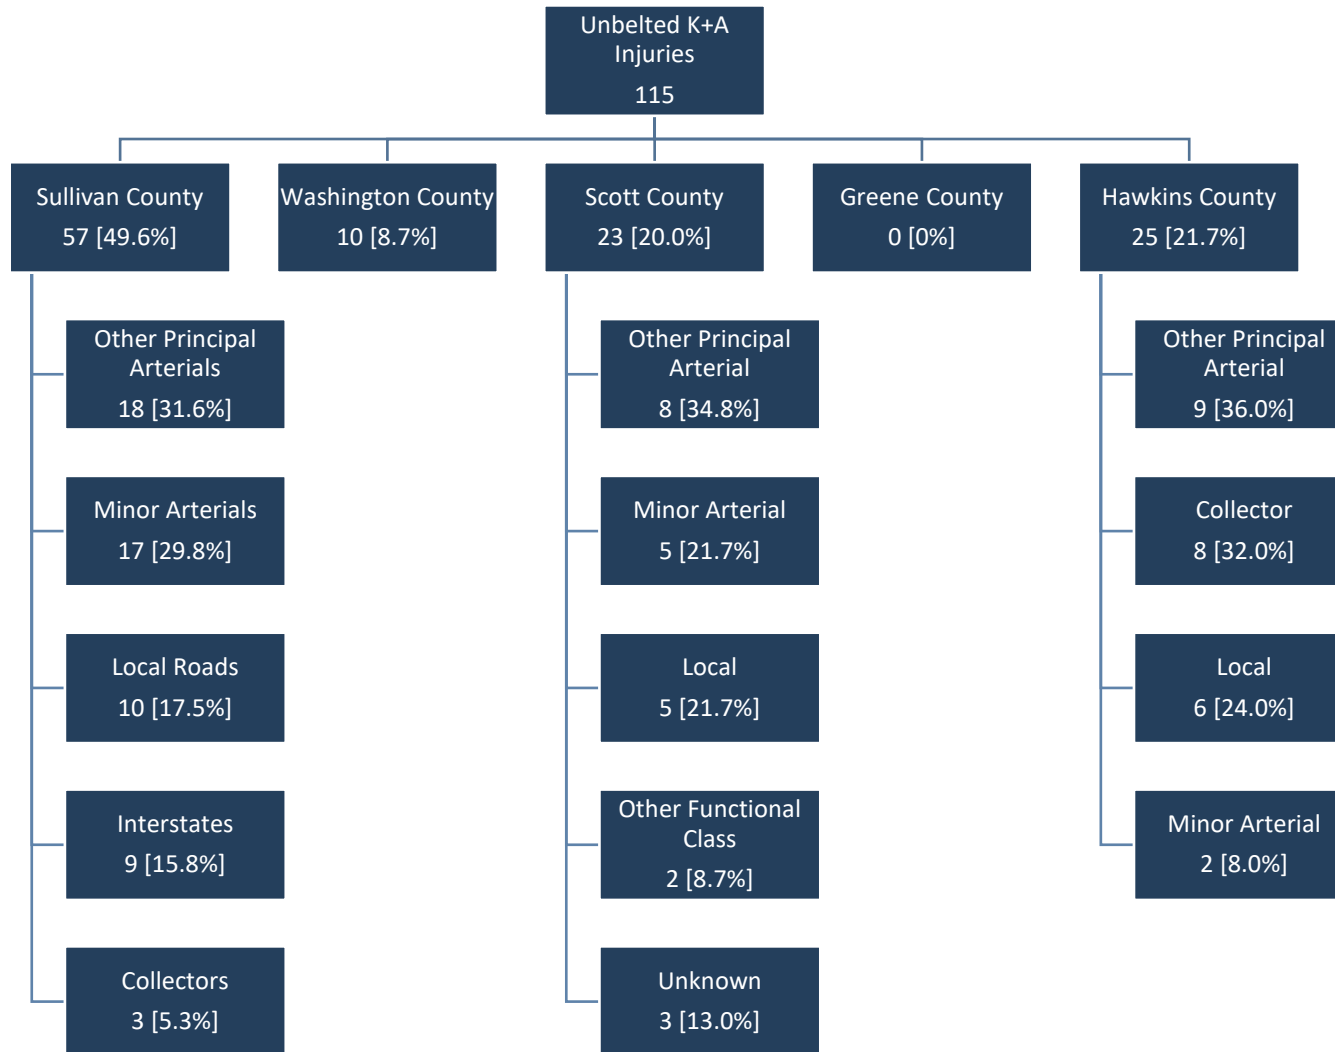 Unbelted K+A
Injuries
115
Sullivan County
57 [49.6%]
Washington County
10 [8.7%]
Scott County
23 [20.0%]
Greene County
0 [0%]
Hawkins County
25 [21.7%]
Other Principal
Arterials
18 [31.6%]
Minor Arterials
17 [29.8%]
Local Roads
10 [17.5%]
Interstates
9 [15.8%]
Collectors
3 [5.3%]
Other Principal
Arterial
8 [34.8%]
Minor Arterial
5 [21.7%]
Local
5 [21.7%]
Other Functional
Class
2 [8.7%]
Unknown
3 [13.0%]
Other Principal
Arterial
9 [36.0%]
Collector
8 [32.0%]
Local
6 [24.0%]
Minor Arterial
2 [8.0%]